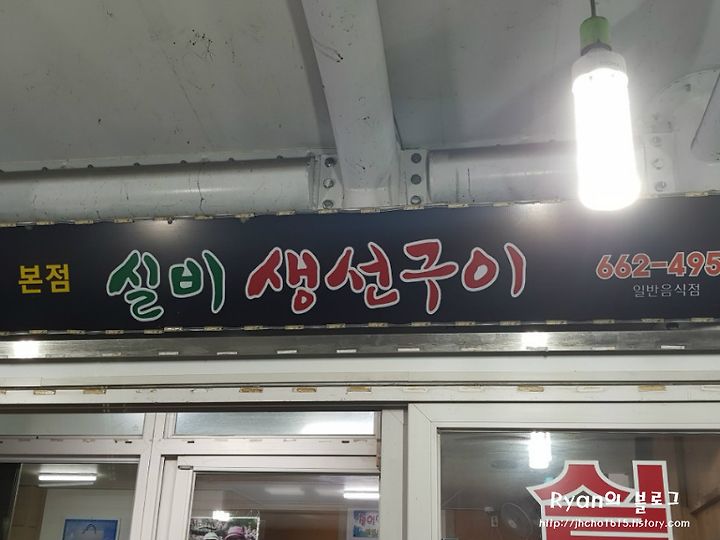 본점 실비 생선구이 662-495
일반음식점
Ryan의 블로그
http://jhcho1615.tistory.com